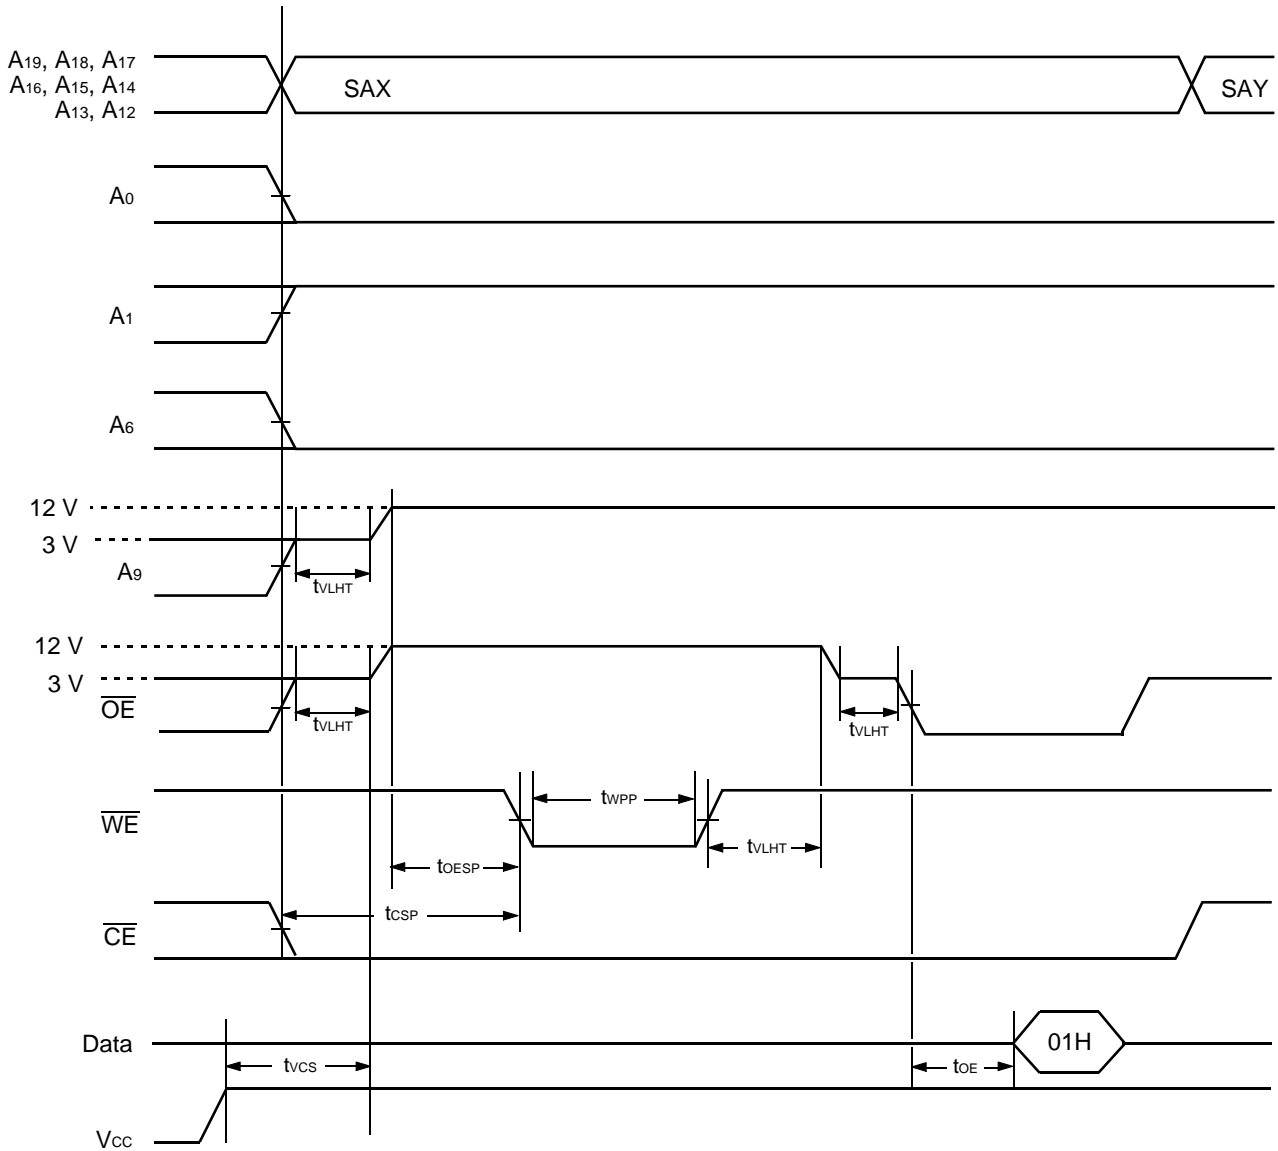 A19, A18, A17
A16, A15, A14
A13, A12
SAX
SAY
A0
A1
A6
12 V
3 V
A9
tVLHT
12 V
3 V
OE
tVLHT
tVLHT
WE
tWPP
tVLHT
tOESP
tCSP
CE
Data
01H
tVCS
tOE
VCC